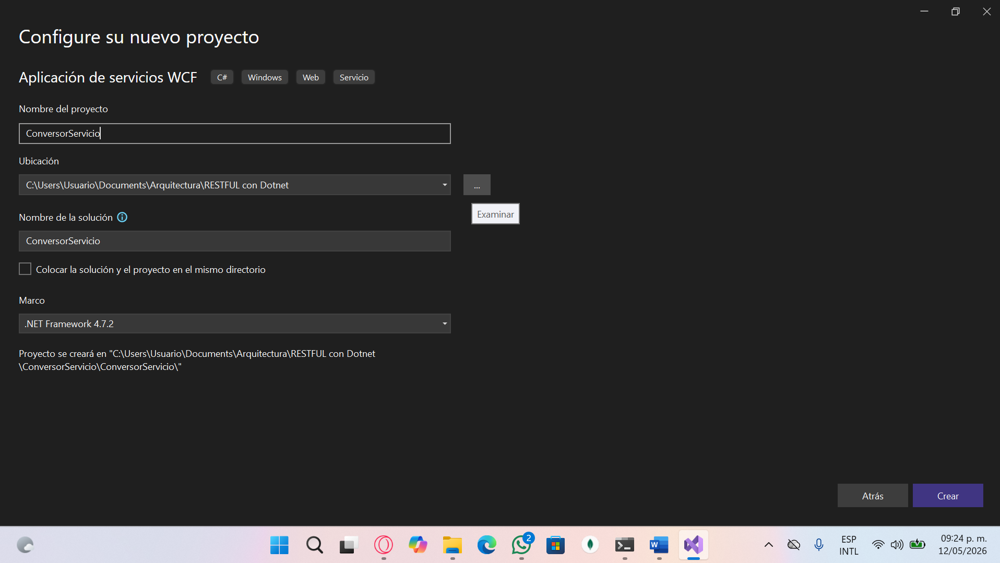 Configure su nuevo proyecto
Aplicación de servicios WCF C# Windows Web Servicio
Nombre del proyecto
ConversorServicio
Ubicación
C:\Users\Usuario\Documents\Arquitectura\RESTFUL con Dotnet
...
Examinar
Nombre de la solución
ConversorServicio
Colocar la solución y el proyecto en el mismo directorio
Marco
.NET Framework 4.7.2
Proyecto se creará en "C:\Users\Usuario\Documents\Arquitectura\RESTFUL con Dotnet
\ConversorServicio\ConversorServicio\"
Atrás Crear
2
W
ESP
INTL
09:24 p. m.
12/05/2026